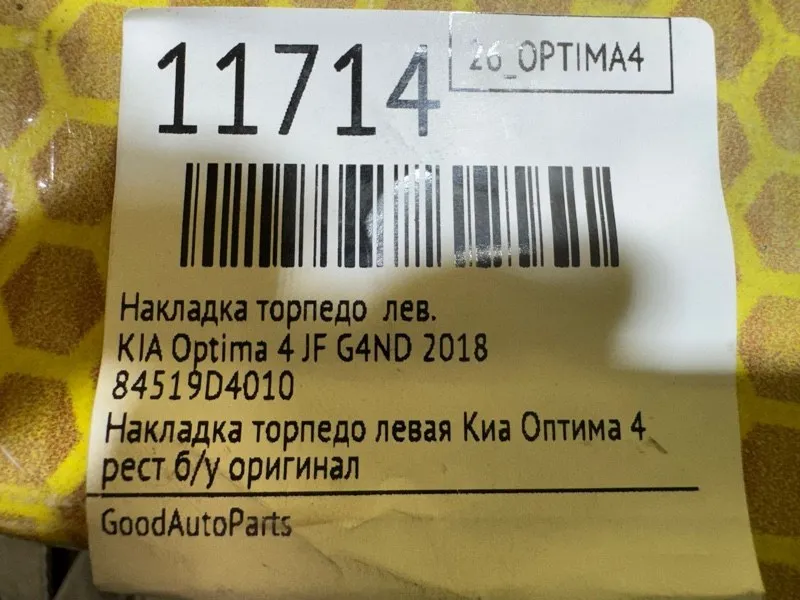 11714
26_OPTIMA4
Накладка торпедо лев.
KIA Optima 4 JF G4ND 2018
84519D4010
Накладка торпедо левая Киа Оптима 4
рест б/у оригинал
GoodAutoParts